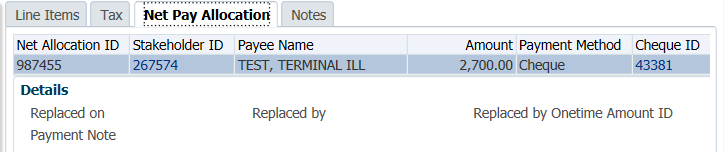 Line Items Tax Net Pay Allocation Notes
Net Allocation ID Stakeholder ID Payee Name Amount Payment Method Cheque ID
987455 267574 TEST, TERMINAL ILL 2,700.00 Cheque 43381
Details
Replaced on Replaced by Replaced by Onetime Amount ID
Payment Note